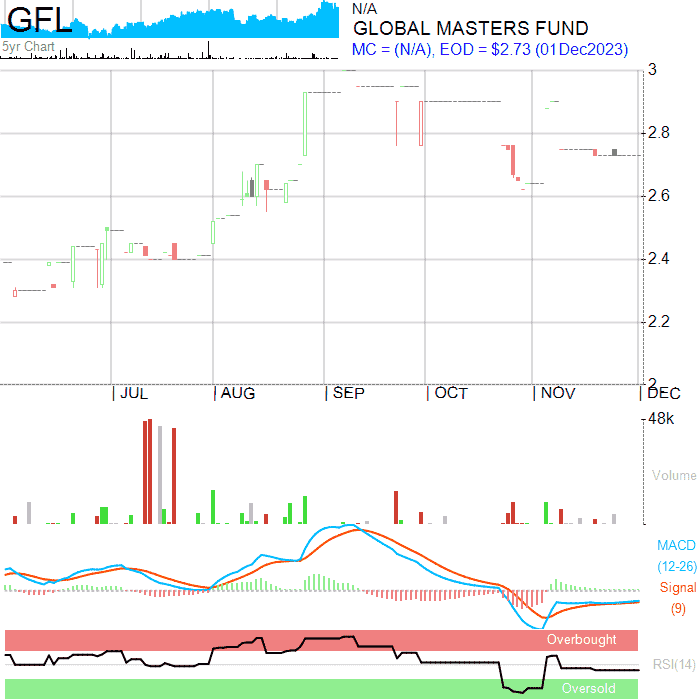 GFL
5yr Chart
N/A
GLOBAL MASTERS FUND
MC = (N/A), EOD = $2.73 (01Dec2023)
3
2.8
2.6
2.4
2.2
2
JUL AUG SEP OCT NOV DEC
48k
Volume
MACD
(12-26)
Signal
(9)
Overbought
RSI(14)
Oversold